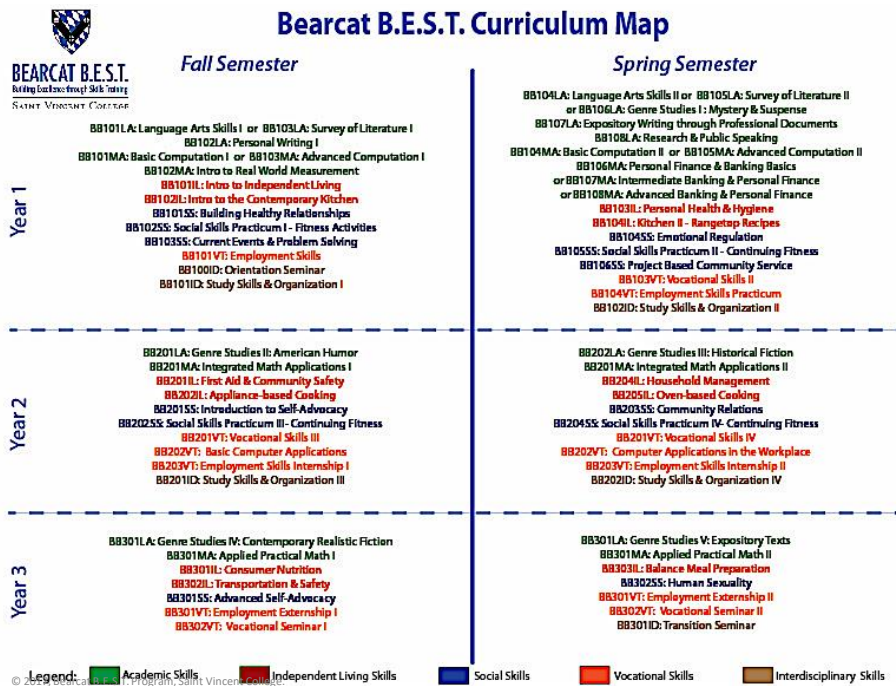 Bearcat B.E.S.T. Curriculum Map
BEARCAT B.E.S.T.
Building Excellence through Skills Training
SAINT VINCENT COLLEGE
Fall Semester
Spring Semester
Year 1
BB101LA: Language Arts Skills I or BB103LA: Survey of Literature I
BB102LA: Personal Writing I
BB101MA: Basic Computation I or BB103MA: Advanced Computation I
BB102MA: Intro to Real World Measurement
BB101IL: Intro to Independent Living
BB102IL: Intro to the Contemporary Kitchen
BB101SS: Building Healthy Relationships
BB102SS: Social Skills Practicum I - Fitness Activities
BB103SS: Current Events & Problem Solving
BB101VT: Employment Skills
BB100ID: Orientation Seminar
BB101ID: Study Skills & Organization I
BB104LA: Language Arts Skills II or BB105LA: Survey of Literature II
or BB106LA: Genre Studies I : Mystery & Suspense
BB107LA: Expository Writing through Professional Documents
BB108LA: Research & Public Speaking
BB104MA: Basic Computation II or BB105MA: Advanced Computation II
BB106MA: Personal Finance & Banking Basics
or BB107MA: Intermediate Banking & Personal Finance
or BB108MA: Advanced Banking & Personal Finance
BB103IL: Personal Health & Hygiene
BB104IL: Kitchen II - Rangetop Recipes
BB104SS: Emotional Regulation
BB105SS: Social Skills Practicum II - Continuing Fitness
BB106SS: Project Based Community Service
BB103VT: Vocational Skills II
BB104VT: Employment Skills Practicum
BB102ID: Study Skills & Organization II
Year 2
BB201LA: Genre Studies II: American Humor
BB201MA: Integrated Math Applications I
BB201IL: First Aid & Community Safety
BB202IL: Appliance-based Cooking
BB201SS: Introduction to Self-Advocacy
BB202SS: Social Skills Practicum III- Continuing Fitness
BB201VT: Vocational Skills III
BB202VT: Basic Computer Applications
BB203VT: Employment Skills Internship I
BB201ID: Study Skills & Organization III
BB202LA: Genre Studies III: Historical Fiction
BB201MA: Integrated Math Applications II
BB204IL: Household Management
BB205IL: Oven-based Cooking
BB203SS: Community Relations
BB204SS: Social Skills Practicum IV- Continuing Fitness
BB201VT: Vocational Skills IV
BB202VT: Computer Applications in the Workplace
BB203VT: Employment Skills Internship II
BB202ID: Study Skills & Organization IV
Year 3
BB301LA: Genre Studies IV: Contemporary Realistic Fiction
BB301MA: Applied Practical Math I
BB301IL: Consumer Nutrition
BB302IL: Transportation & Safety
BB301SS: Advanced Self-Advocacy
BB301VT: Employment Externship I
BB302VT: Vocational Seminar I
BB301LA: Genre Studies V: Expository Texts
BB301MA: Applied Practical Math II
BB303IL: Balance Meal Preparation
BB302SS: Human Sexuality
BB301VT: Employment Externship II
BB302VT: Vocational Seminar II
BB301ID: Transition Seminar
Legend: Academic Skills Independent Living Skills Social Skills Vocational Skills Interdisciplinary Skills
Bearcat B.E.S.T. Program, Saint Vincent College.